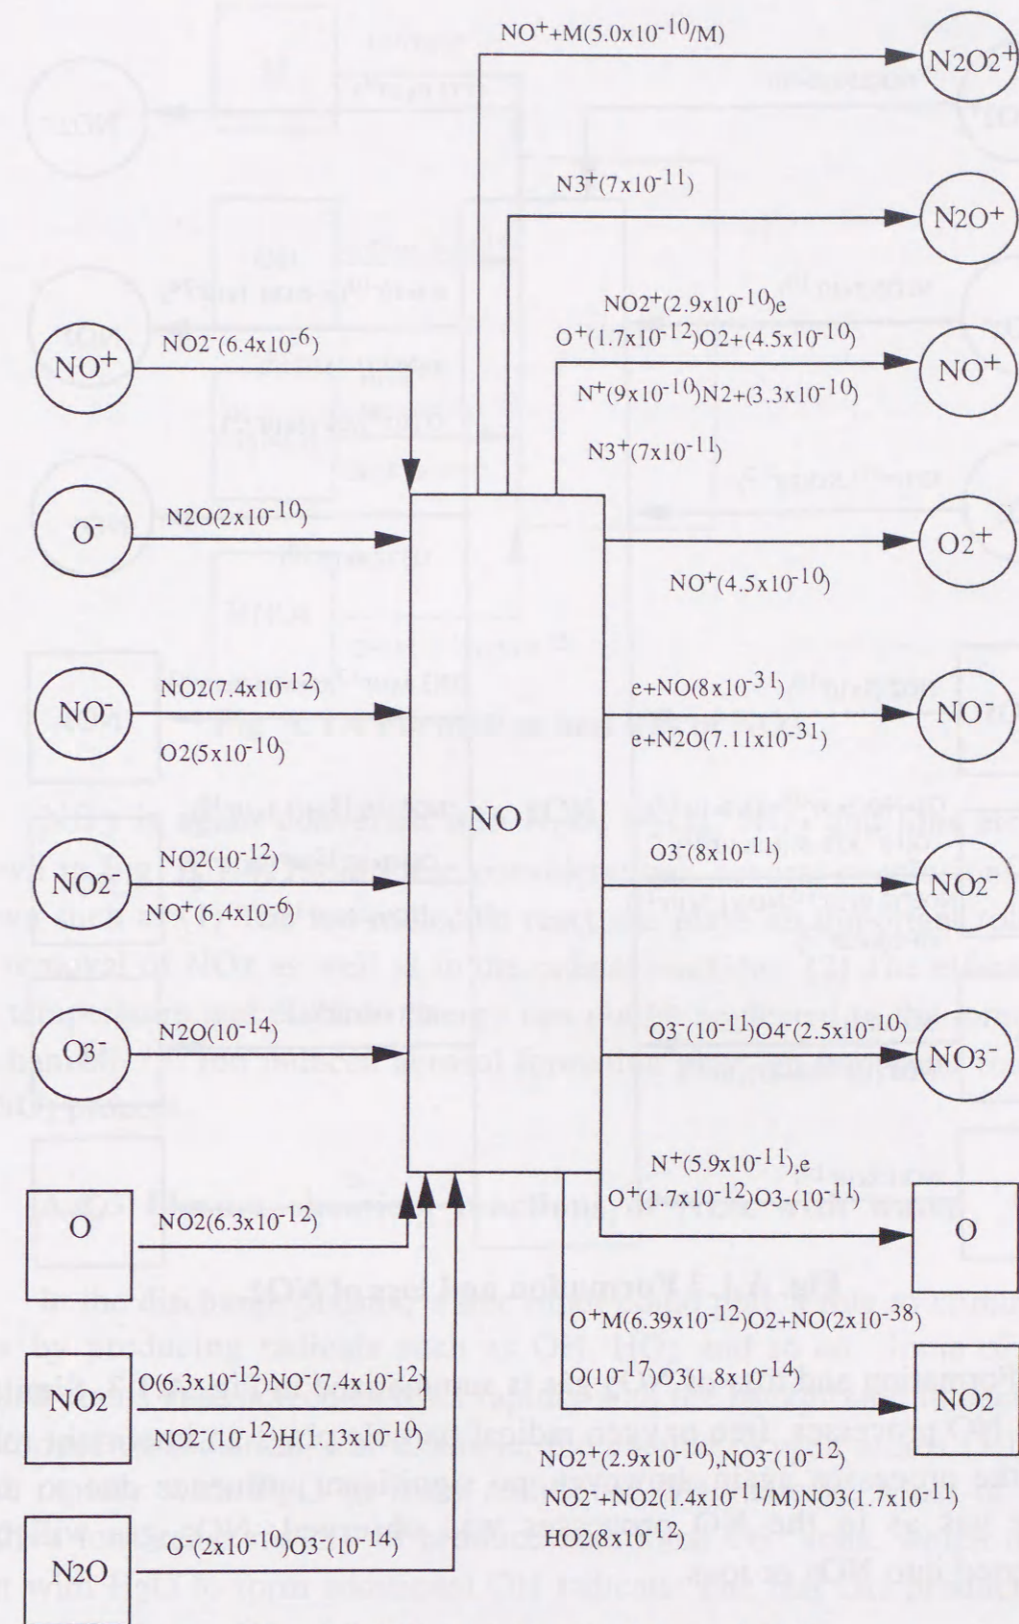 NO⁺+M(5.0x10⁻¹⁰/M)
N2O2⁺
N3⁺(7x10⁻¹¹)
N2O⁺
NO2⁺(2.9x10⁻¹⁰)e
O⁺(1.7x10⁻¹²)O2+(4.5x10⁻¹⁰)
NO⁺
NO2-(6.4x10⁻⁶)
NO⁺
N⁺(9x10⁻¹⁰)N2+(3.3x10⁻¹⁰)
N3⁺(7x10⁻¹¹)
O⁻
N2O(2x10⁻¹⁰)
O2⁺
NO⁺(4.5x10⁻¹⁰)
NO⁻
NO2(7.4x10⁻¹²)
O2(5x10⁻¹⁰)
e+NO(8x10⁻³¹)
e+N2O(7.11x10⁻³¹)
NO⁻
NO
NO2⁻
NO2(10⁻¹²)
NO⁺(6.4x10⁻⁶)
O3⁻(8x10⁻¹¹)
NO2⁻
O3⁻
N2O(10⁻¹⁴)
O3⁻(10⁻¹¹)O4⁻(2.5x10⁻¹⁰)
NO3⁻
N⁺(5.9x10⁻¹¹),e
O⁺(1.7x10⁻¹²)O3-(10⁻¹¹)
O
O
NO2(6.3x10⁻¹²)
O⁺M(6.39x10⁻¹²)O2+NO(2x10⁻³⁸)
O(10⁻¹⁷)O3(1.8x10⁻¹⁴)
NO2
NO2
O(6.3x10⁻¹²)NO⁻(7.4x10⁻¹²)
NO2⁻(10⁻¹²)H(1.13x10⁻¹⁰)
NO2⁺(2.9x10⁻¹⁰),NO3⁻(10⁻¹²)
NO2⁻+NO2(1.4x10⁻¹¹/M)NO3(1.7x10⁻¹¹)
HO2(8x10⁻¹²)
N2O
O⁻(2x10⁻¹⁰)O3⁻(10⁻¹⁴)